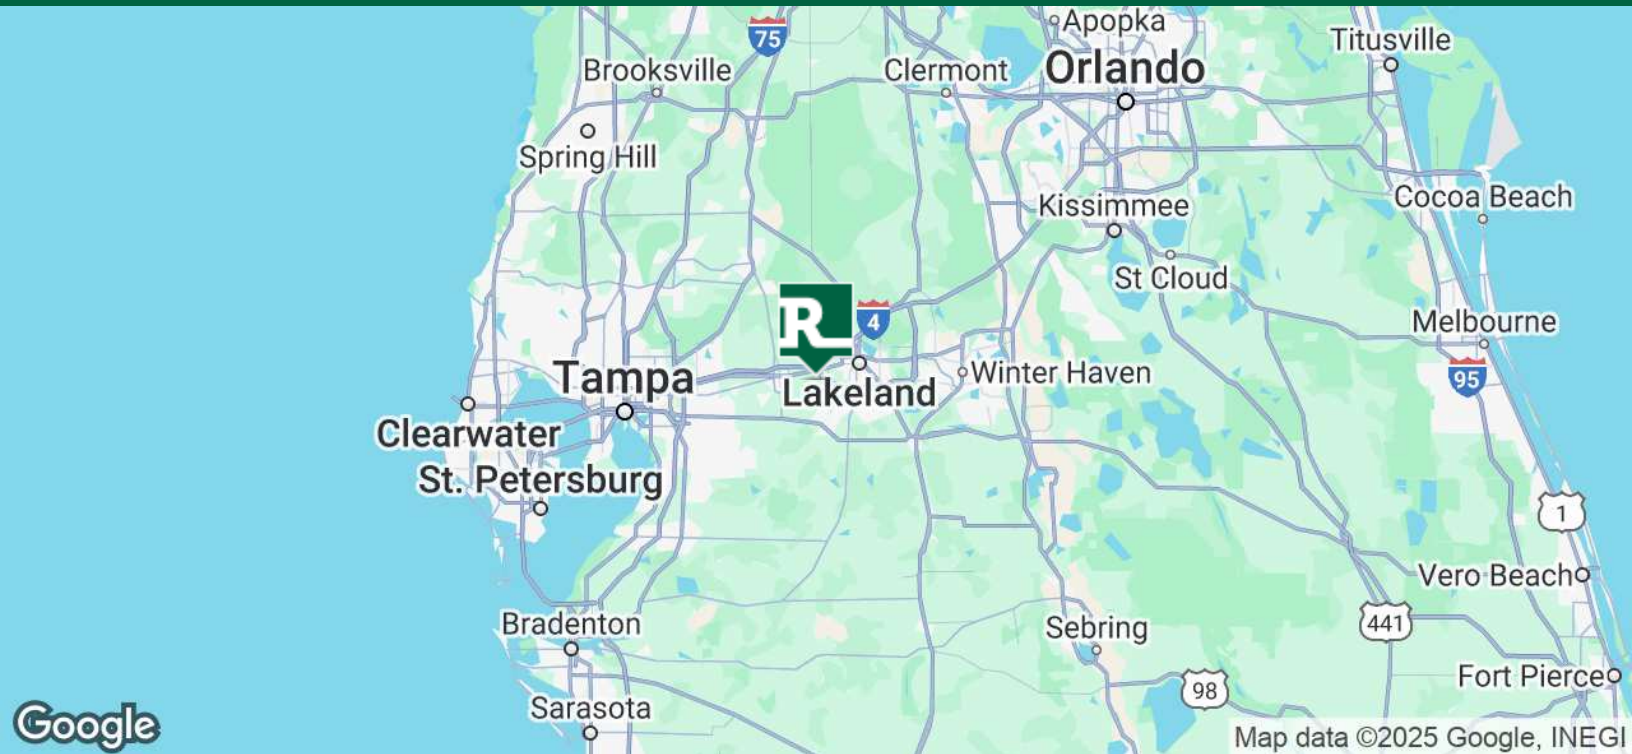 Apopka
75
Titusville
Brooksville
Clermont
Orlando
Spring Hill
Cocoa Beach
Kissimmee
St Cloud
R
4
Melbourne
Tampa
Lakeland
Winter Haven
95
Clearwater
St. Petersburg
1
Vero Beach
Bradenton
Sebring
441
Fort Pierce
98
Sarasota
Google
Map data ©2025 Google, INEGI